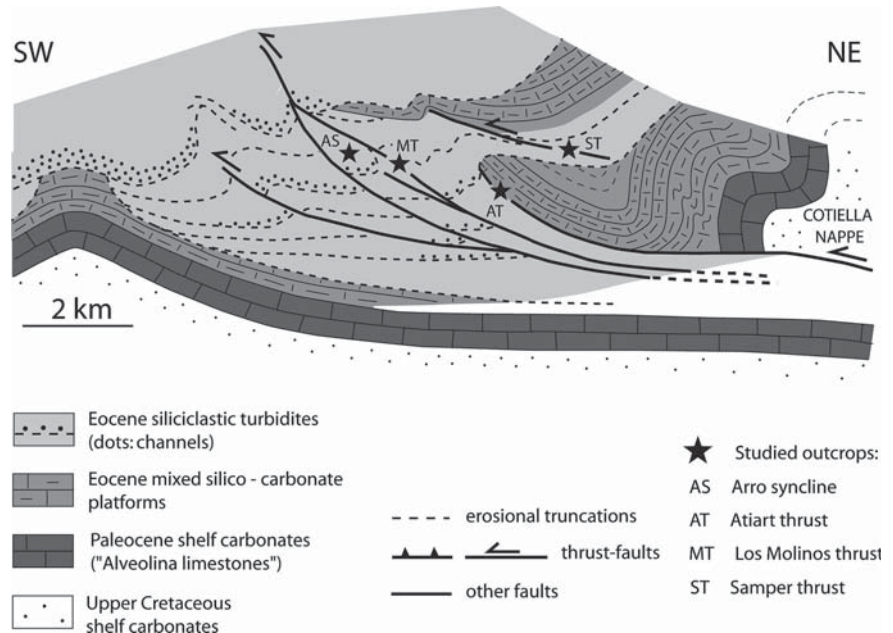 SW
NE
AS
MT
ST
AT
COTIELLA
NAPPE
2 km
Eocene siliciclastic turbidites
(dots: channels)
Eocene mixed silico - carbonate
platforms
Paleocene shelf carbonates
("Alveolina limestones")
Upper Cretaceous
shelf carbonates
erosional truncations
thrust-faults
other faults
Studied outcrops:
AS Arro syncline
AT Atiart thrust
MT Los Molinos thrust
ST Samper thrust